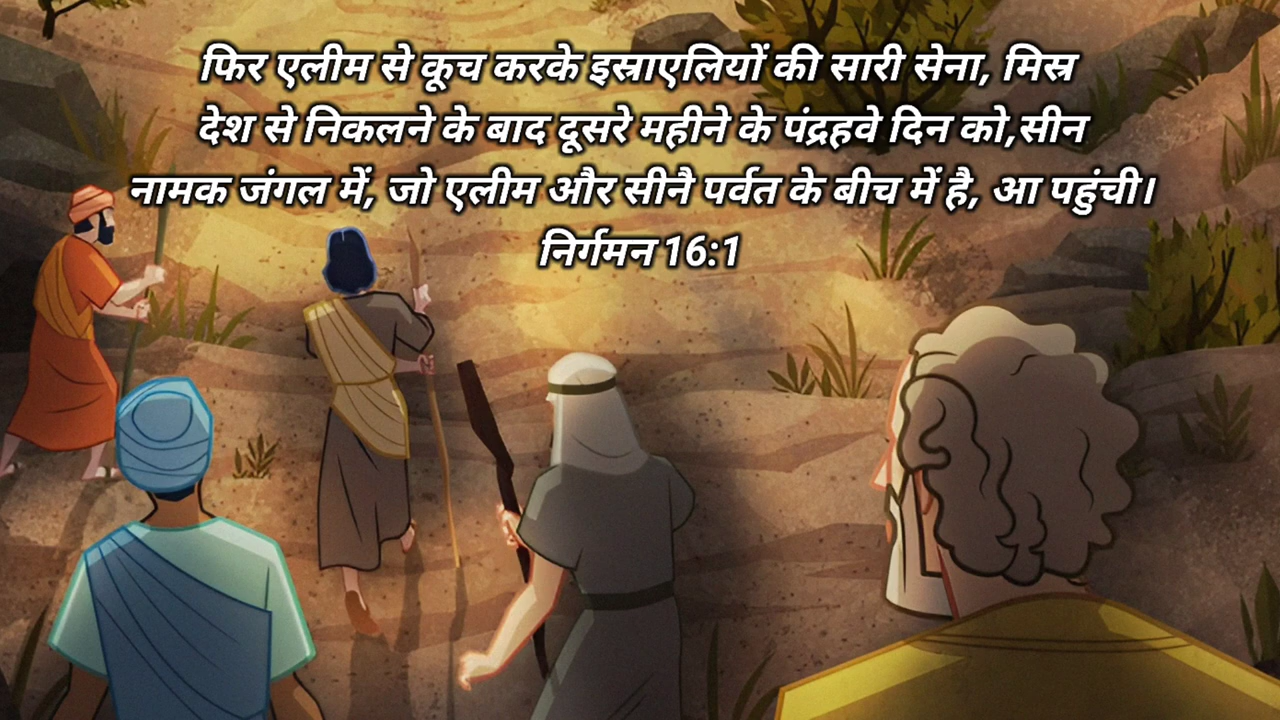 फिर एलीम से कूच करके इस्राएलियों की सारी सेना, मिस्र
देश से निकलने के बाद दूसरे महीने के पंद्रहवे दिन को,सीन
नामक जंगल में, जो एलीम और सीनै पर्वत के बीच में है, आ पहुंची।
निर्गमन 16:1